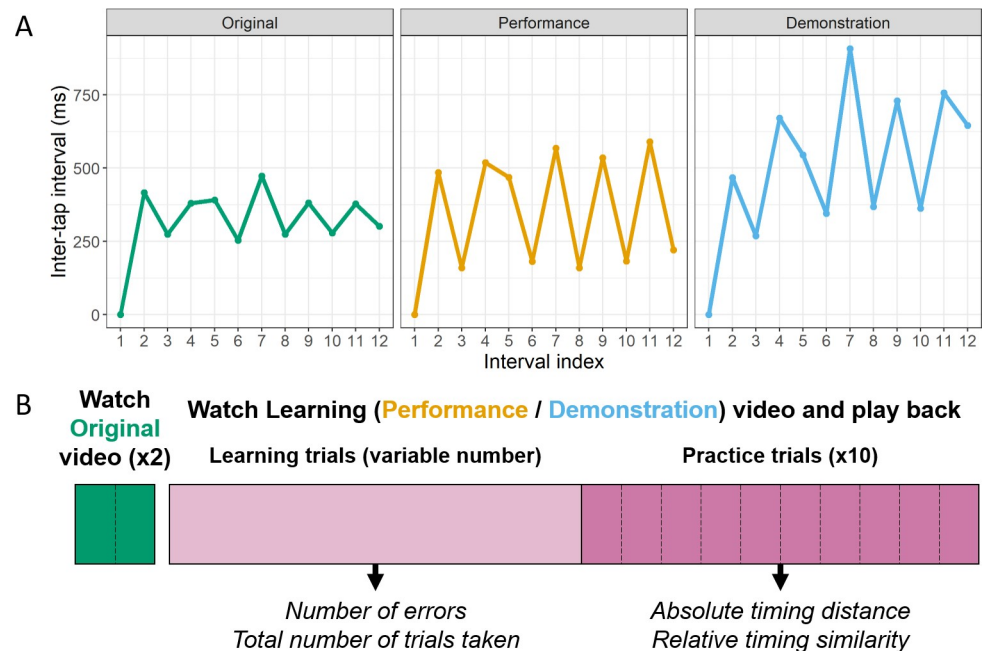 A
Original
Performance
Demonstration
Inter-tap interval (ms)
750
500
250
0
1 2 3 4 5 6 7 8 9 10 11 12
1 2 3 4 5 6 7 8 9 10 11 12
1 2 3 4 5 6 7 8 9 10 11 12
Interval index
B
Watch
Original
video (x2)
Watch Learning (Performance / Demonstration) video and play back
Learning trials (variable number)
Practice trials (x10)
Number of errors
Total number of trials taken
Absolute timing distance
Relative timing similarity